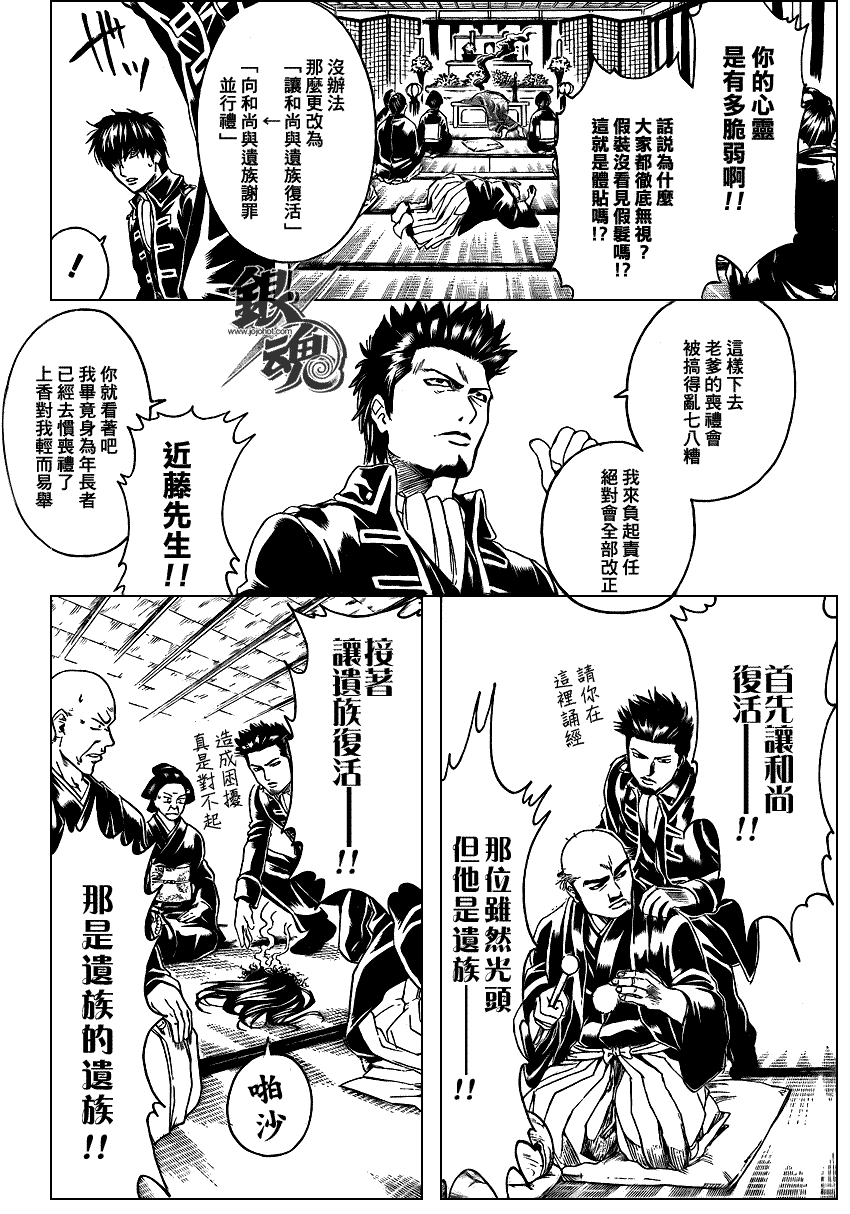 你的心靈
是有多脆弱啊!!
話說為什麼
大家都徹底無視?
假裝沒看見假髮嗎!?
這就是體貼嗎!?
沒辦法
那麼更改為
「讓和尚與遺族復活」
↓
「向和尚與遺族謝罪
並行禮」
!
銀魂
www.jojohot.com
這樣下去
老爹的喪禮會
被搞得亂七八糟
我來負起責任
絕對會全部改正
近藤先生!!
你就看著吧
我畢竟身為年長者
已經去慣喪禮了
上香對我輕而易舉
首先讓和尚
復活——!!
請你在
這裡誦經
那位雖然光頭
但他是遺族——!!
接著
讓遺族復活——!!
造成困擾
真是對不起
啪沙
那是遺族的遺族!!